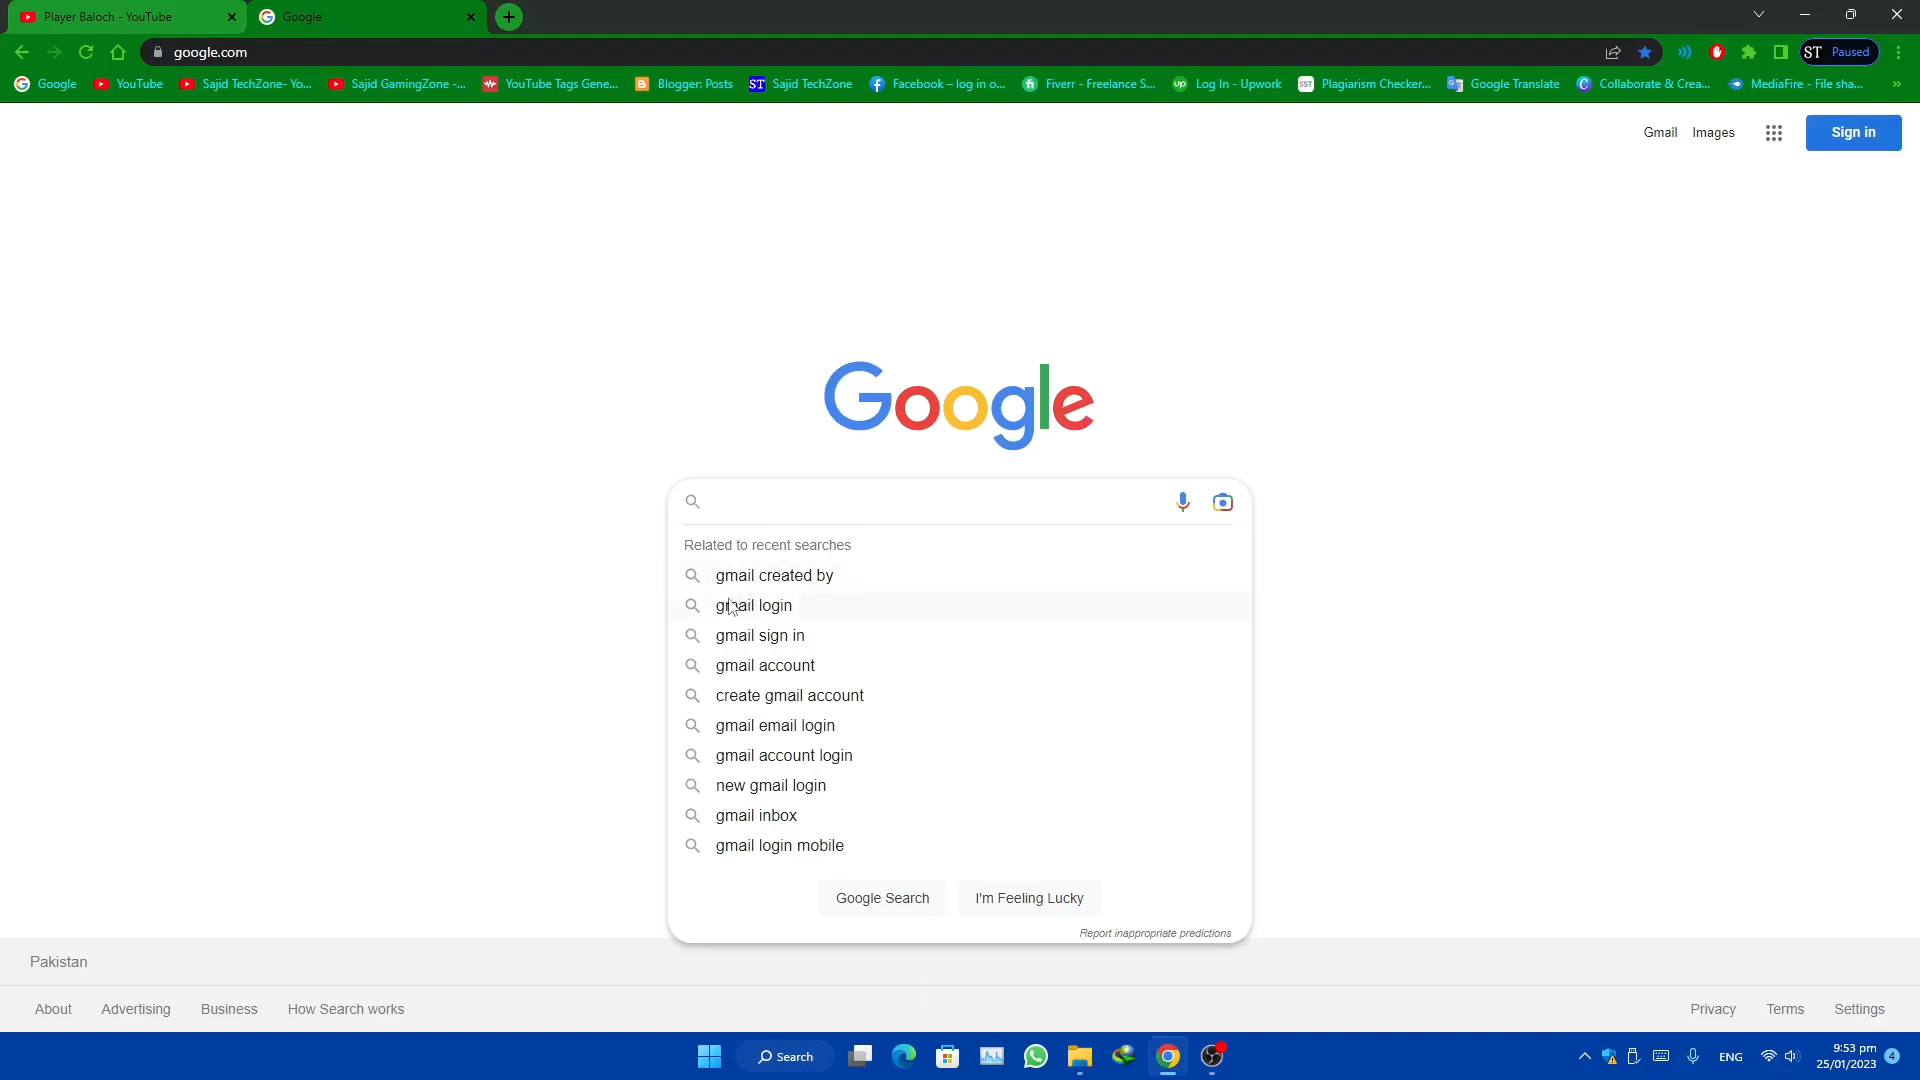 Player Baloch - YouTube
Google
google.com
ST Paused
Google
YouTube
Sajid TechZone- Yo...
Sajid GamingZone -...
YouTube Tags Gene...
Blogger: Posts
ST Sajid TechZone
Facebook – log in o...
Fiverr - Freelance S...
up Log In - Upwork
SST Plagiarism Checker...
Google Translate
Collaborate & Crea...
MediaFire - File sha...
Gmail
Images
Sign in
Google
Related to recent searches
gmail created by
gmail login
gmail sign in
gmail account
create gmail account
gmail email login
gmail account login
new gmail login
gmail inbox
gmail login mobile
Google Search
I'm Feeling Lucky
Report inappropriate predictions
Pakistan
About
Advertising
Business
How Search works
Privacy
Terms
Settings
Search
ENG
9:53 pm
25/01/2023
4